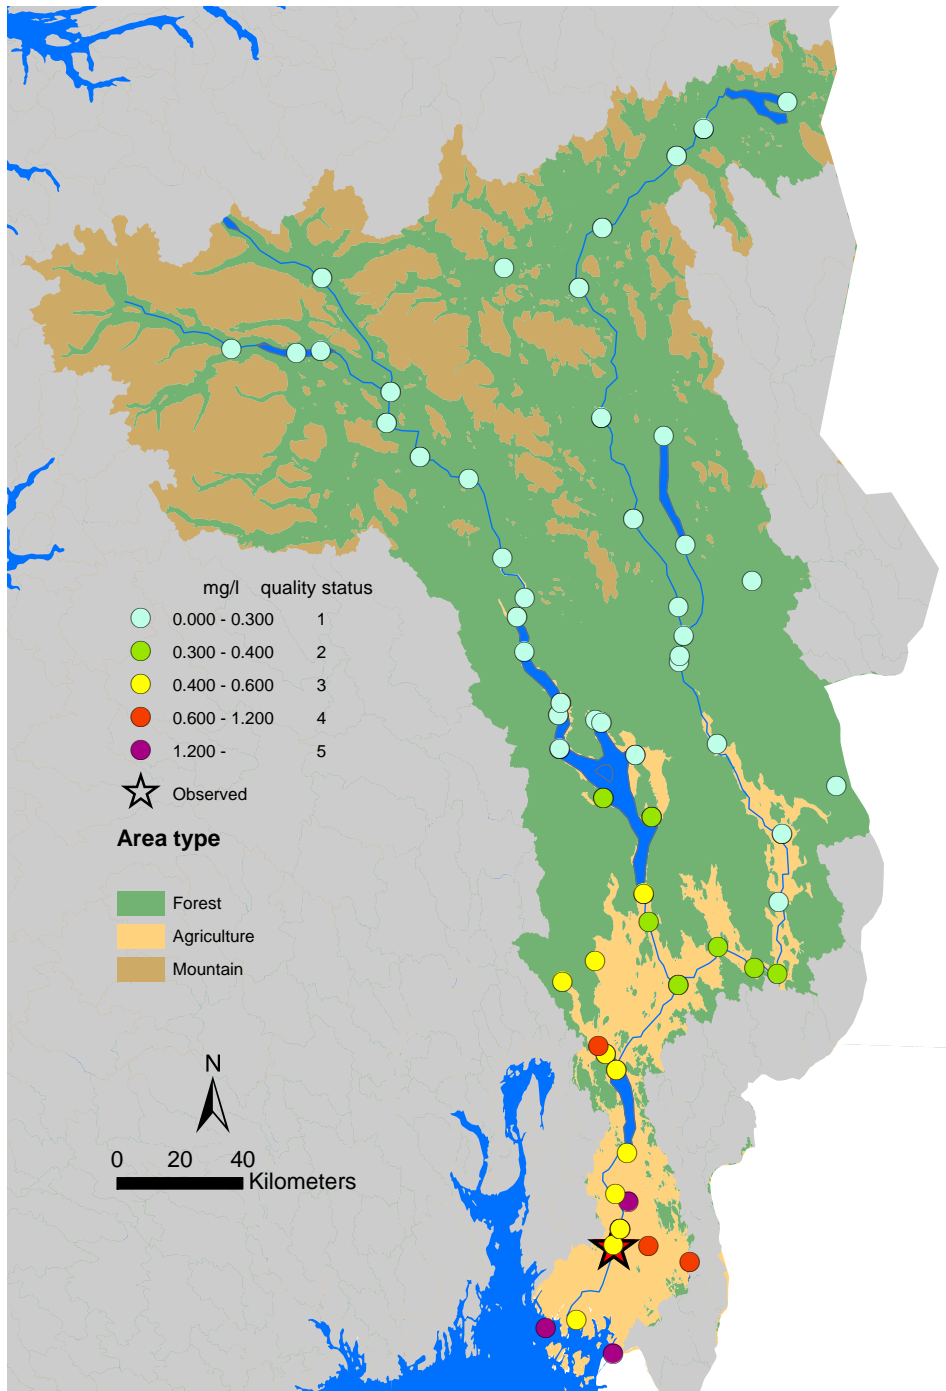 mg/l quality status
0.000 - 0.300 1
0.300 - 0.400 2
0.400 - 0.600 3
0.600 - 1.200 4
1.200 - 5
Observed
Area type
Forest
Agriculture
Mountain
N
0 20 40
Kilometers